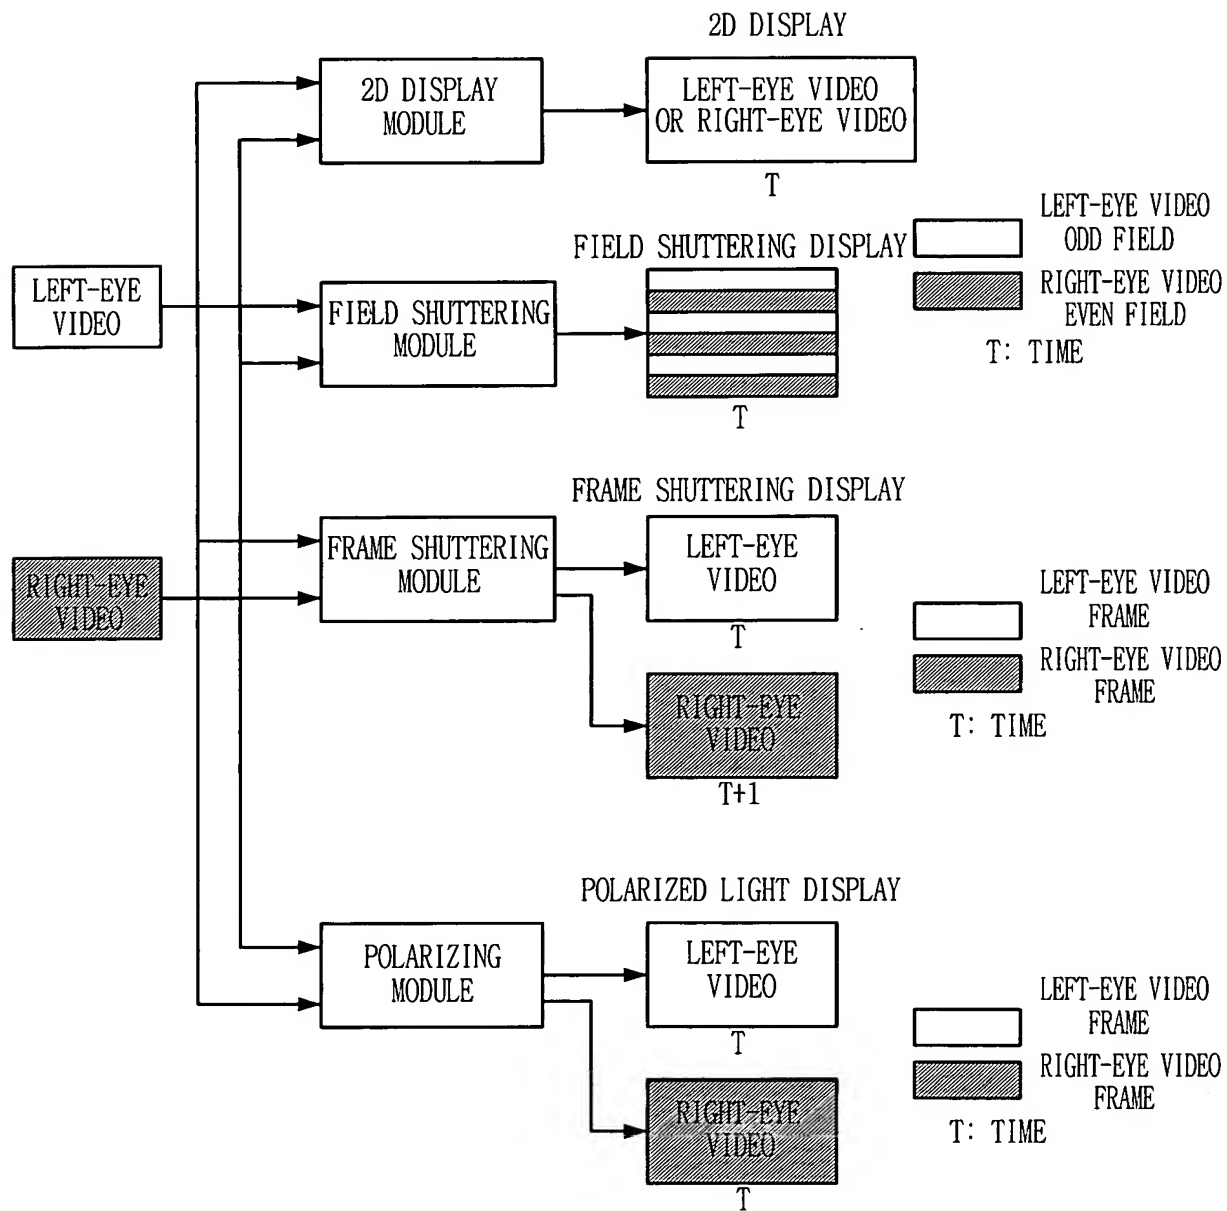 2D DISPLAY
2D DISPLAY
MODULE
LEFT-EYE VIDEO
OR RIGHT-EYE VIDEO
T
LEFT-EYE VIDEO
ODD FIELD
RIGHT-EYE VIDEO
EVEN FIELD
T: TIME
FIELD SHUTTERING DISPLAY
LEFT-EYE
VIDEO
FIELD SHUTTERING
MODULE
T
FRAME SHUTTERING DISPLAY
RIGHT-EYE
VIDEO
FRAME SHUTTERING
MODULE
LEFT-EYE
VIDEO
T
RIGHT-EYE
VIDEO
T+1
LEFT-EYE VIDEO
FRAME
RIGHT-EYE VIDEO
FRAME
T: TIME
POLARIZED LIGHT DISPLAY
POLARIZING
MODULE
LEFT-EYE
VIDEO
T
RIGHT-EYE
VIDEO
T
LEFT-EYE VIDEO
FRAME
RIGHT-EYE VIDEO
FRAME
T: TIME